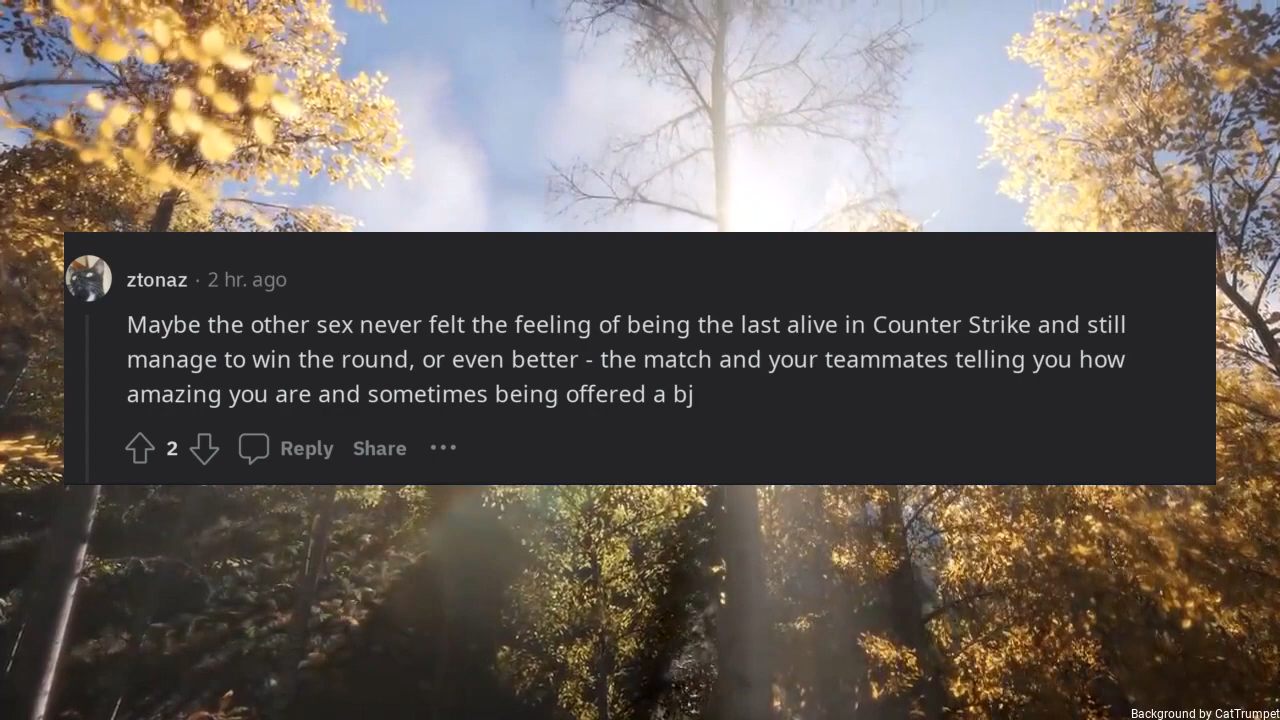 ztonaz · 2 hr. ago
Maybe the other sex never felt the feeling of being the last alive in Counter Strike and still
manage to win the round, or even better - the match and your teammates telling you how
amazing you are and sometimes being offered a bj
2 Reply Share ···
Background by CatTrumpet